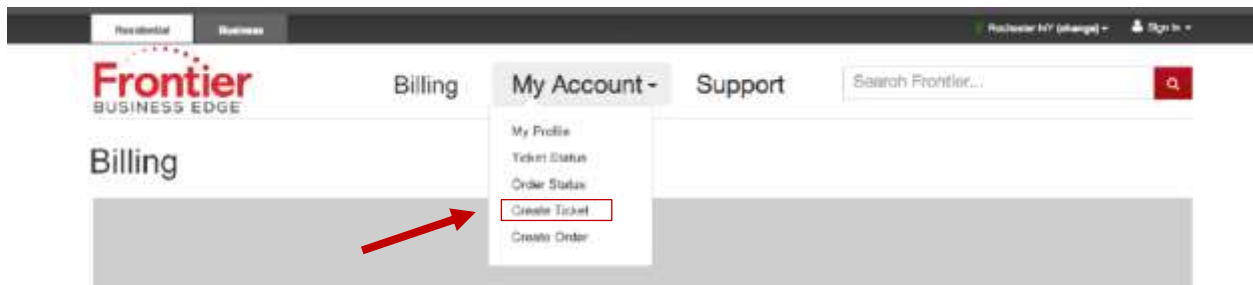 Residential Business Rochester NY (change) Sign In
Frontier
BUSINESS EDGE
Billing My Account Support Search Frontier...
My Profile
Ticket Status
Order Status
Create Ticket
Create Order
Billing